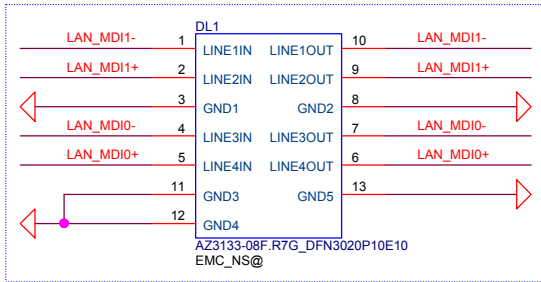 DL1
LAN_MDI1- 1 LINE1IN LINE1OUT 10 LAN_MDI1-
LAN_MDI1+ 2 LINE2IN LINE2OUT 9 LAN_MDI1+
3 GND1 GND2 8
LAN_MDI0- 4 LINE3IN LINE3OUT 7 LAN_MDI0-
LAN_MDI0+ 5 LINE4IN LINE4OUT 6 LAN_MDI0+
11 GND3 GND5 13
12 GND4
AZ3133-08F.R7G_DFN3020P10E10
EMC_NS@